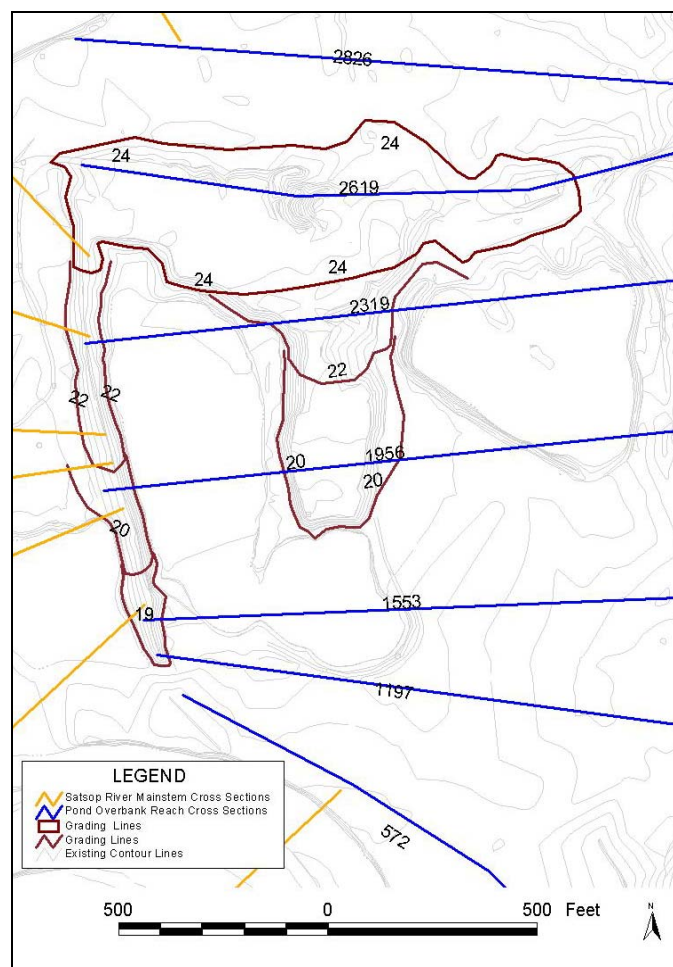 2826
24
24
2619
24
24
2319
22
22
22
1956
20
20
20
1553
19
1197
LEGEND
Satsop River Mainstem Cross Sections
Pond Overbank Reach Cross Sections
Grading Lines
Grading Lines
Existing Contour Lines
572
500 0 500 Feet
N